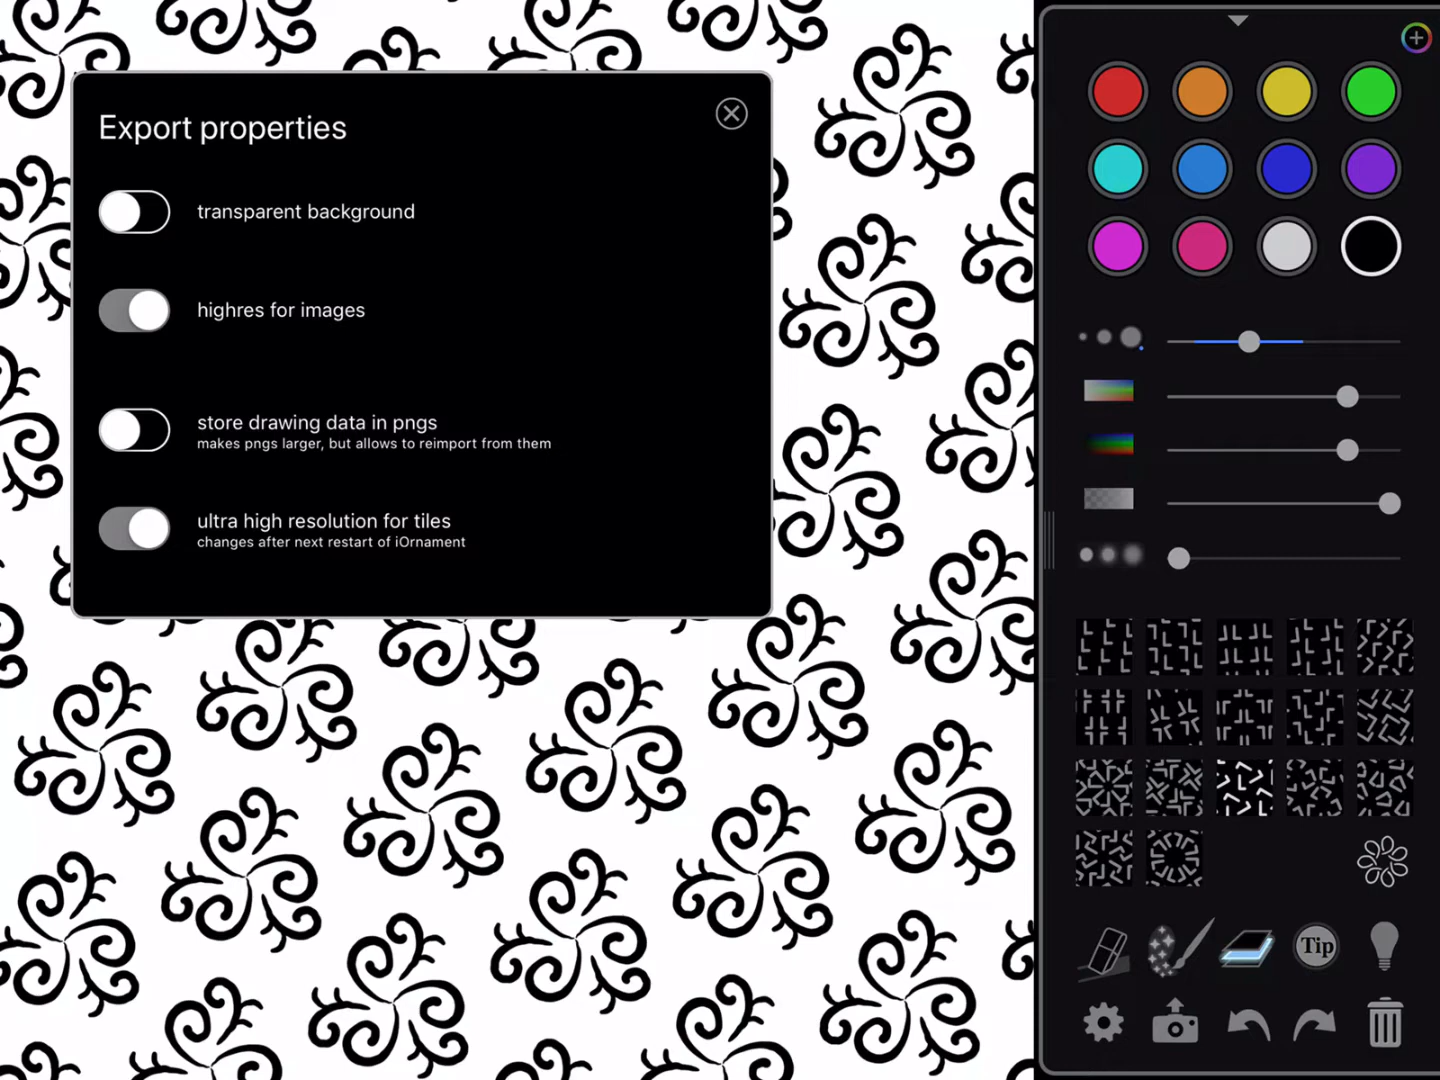 Export properties
transparent background
highres for images
store drawing data in pngs
makes pngs larger, but allows to reimport from them
ultra high resolution for tiles
changes after next restart of iOrnament
Tip